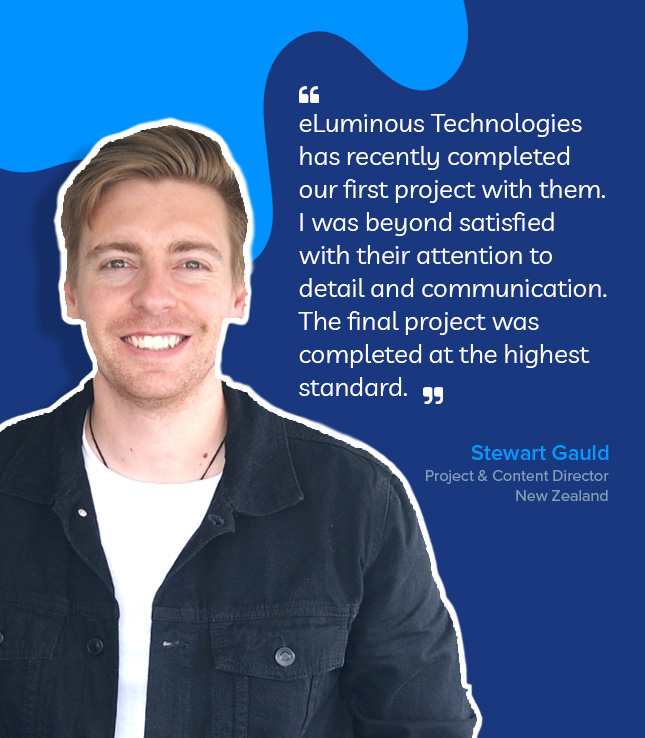 “
eLuminous Technologies
has recently completed
our first project with them.
I was beyond satisfied
with their attention to
detail and communication.
The final project was
completed at the highest
standard. ”
Stewart Gauld
Project & Content Director
New Zealand